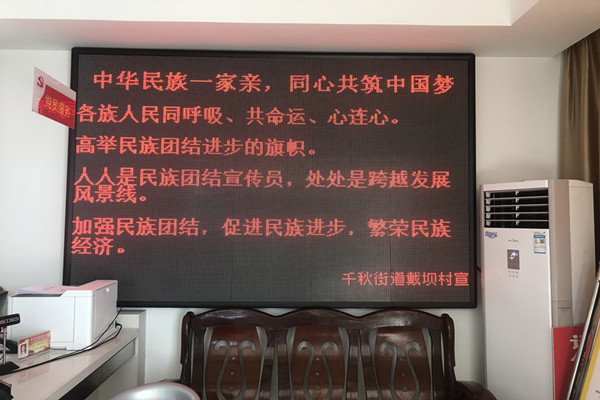 中华民族一家亲，同心共筑中国梦
各族人民同呼吸、共命运、心连心。
高举民族团结进步的旗帜。
人人是民族团结宣传员，处处是跨越发展
风景线。
加强民族团结，促进民族进步，繁荣民族
经济。
千秋街道戴坝村宣
党员服务